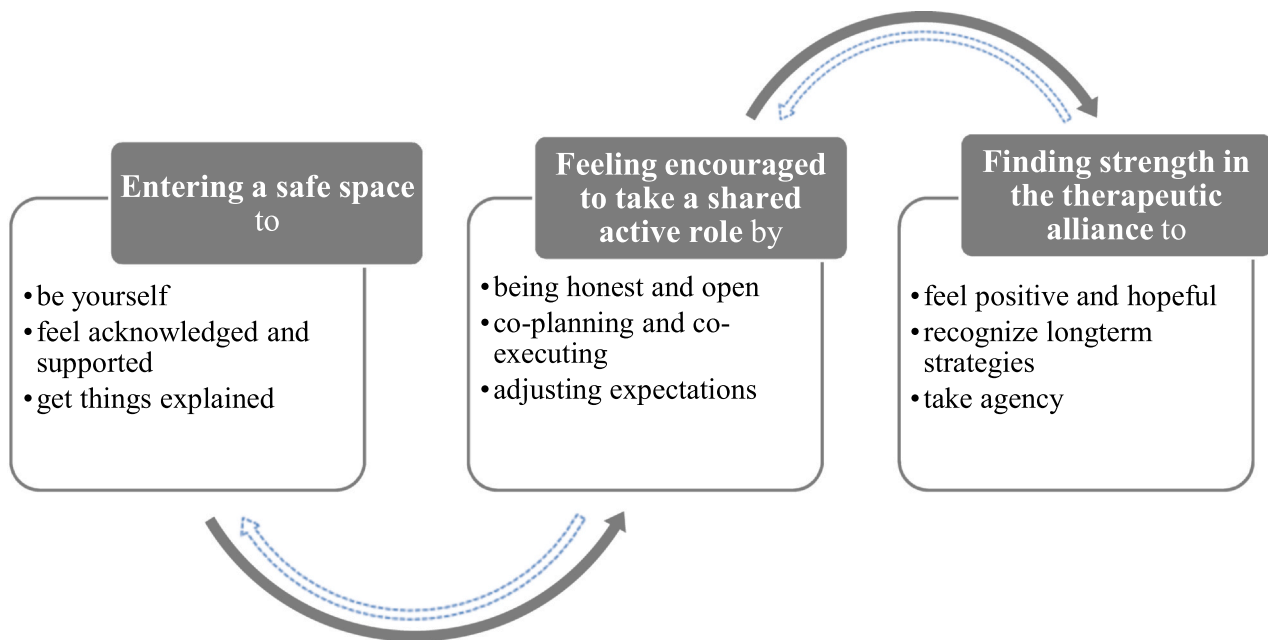 Entering a safe space
to
•be yourself
•feel acknowledged and
supported
•get things explained
Feeling encouraged
to take a shared
active role by
•being honest and open
•co-planning and co-
executing
•adjusting expectations
Finding strength in
the therapeutic
alliance to
•feel positive and hopeful
•recognize longterm
strategies
•take agency